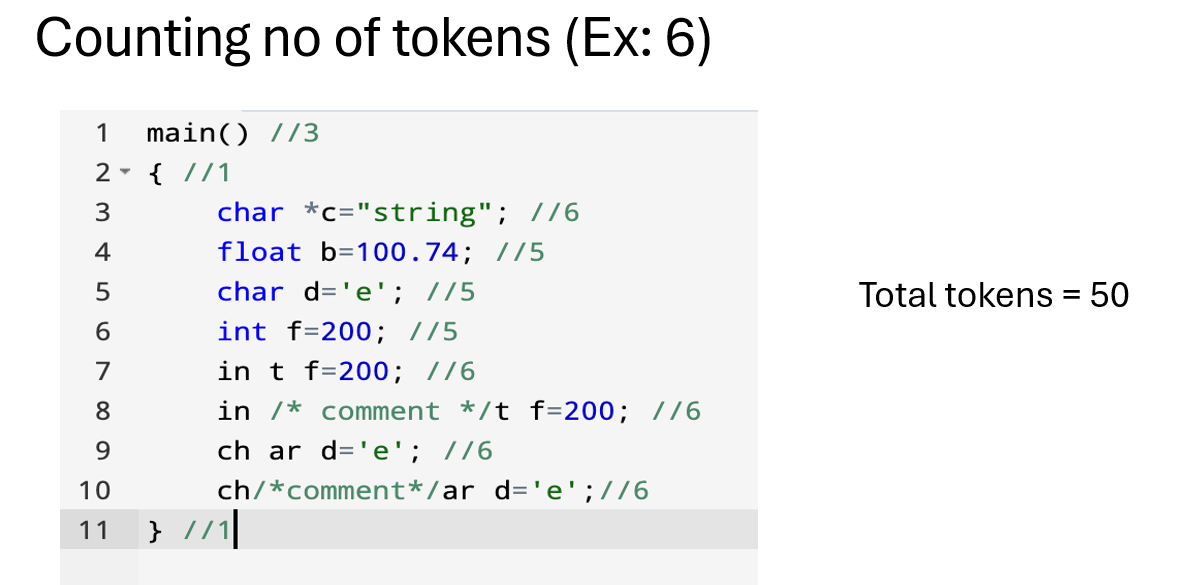 Counting no of tokens (Ex: 6)
1 main() //3
2 { //1
3 char *c="string"; //6
4 float b=100.74; //5
5 char d='e'; //5
6 int f=200; //5
7 in t f=200; //6
8 in /* comment */t f=200; //6
9 ch ar d='e'; //6
10 ch/*comment*/ar d='e';//6
11 } //1
Total tokens = 50